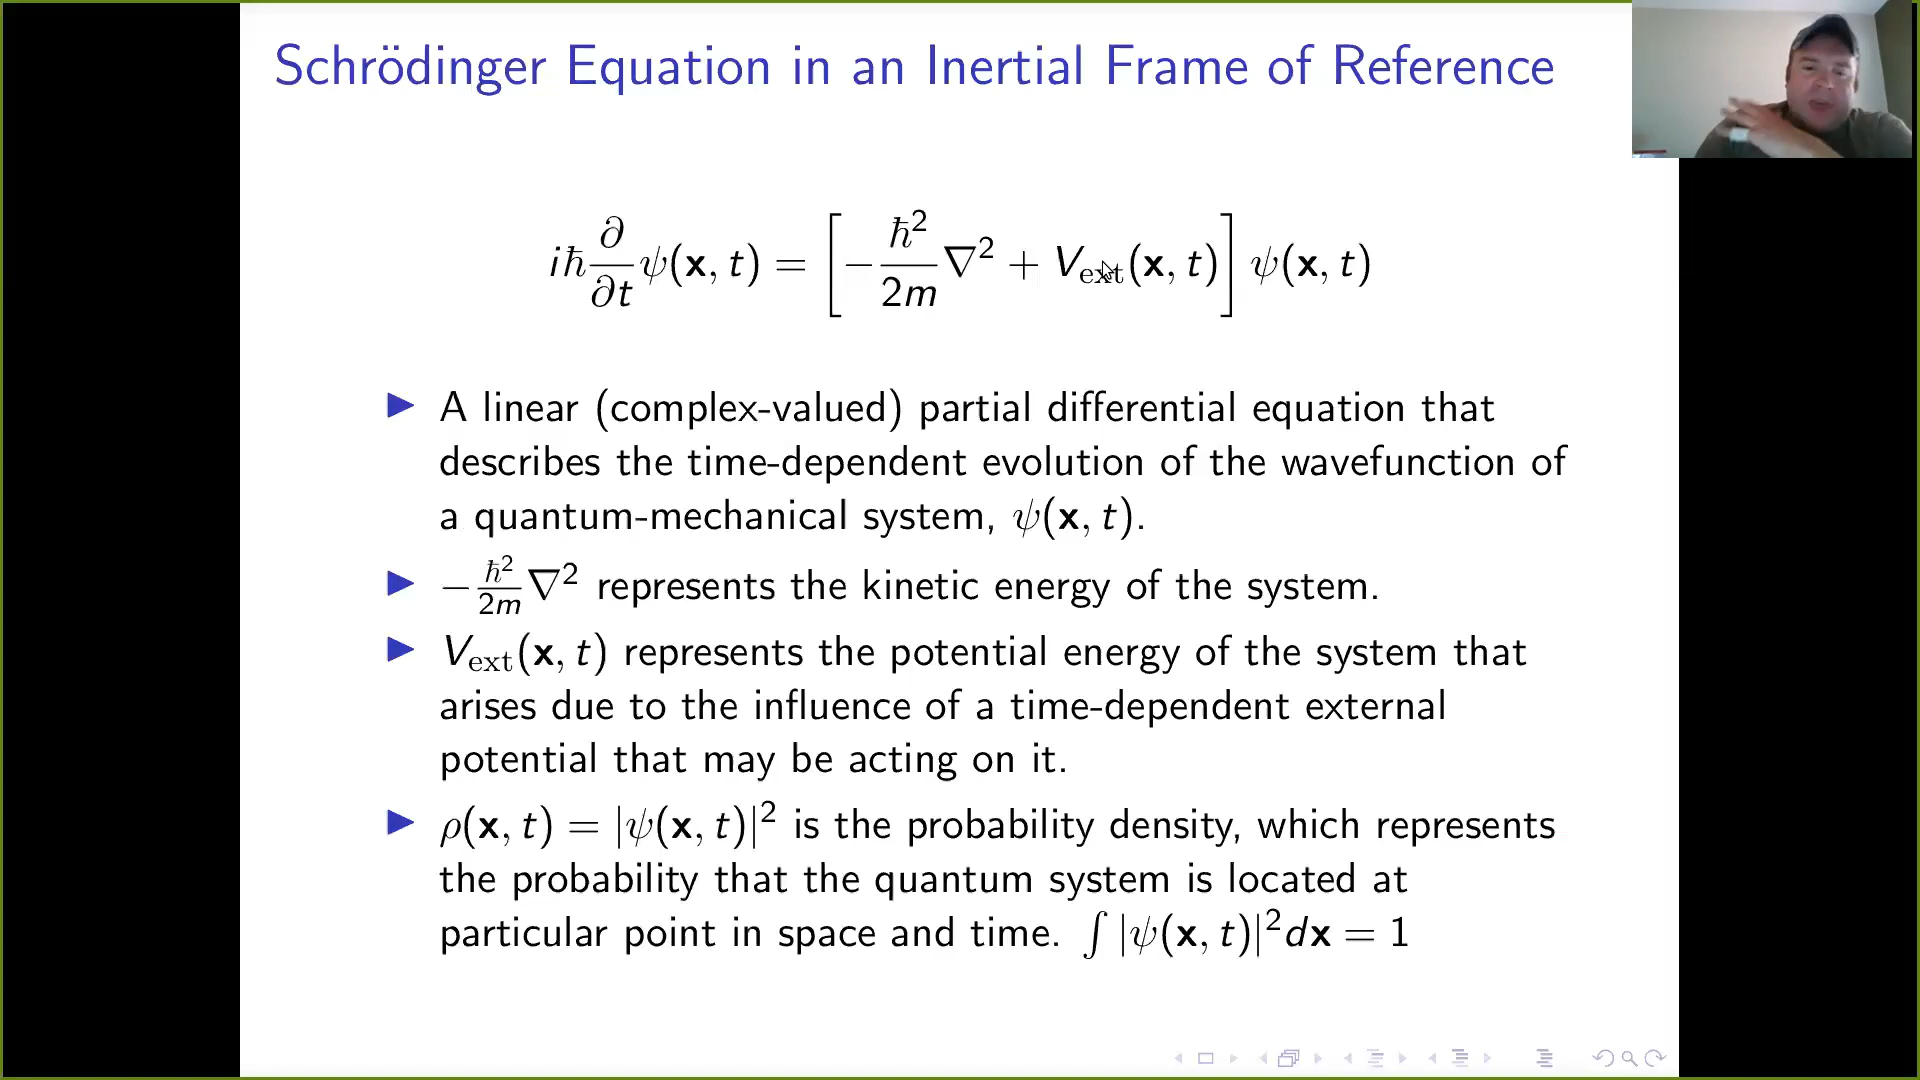 Schrödinger Equation in an Inertial Frame of Reference
iℏ ∂/∂t ψ(x, t) = [−ℏ²/2m ∇² + V_ext(x, t)] ψ(x, t)
▶ A linear (complex-valued) partial differential equation that
describes the time-dependent evolution of the wavefunction of
a quantum-mechanical system, ψ(x, t).
▶ −ℏ²/2m ∇² represents the kinetic energy of the system.
▶ V_ext(x, t) represents the potential energy of the system that
arises due to the influence of a time-dependent external
potential that may be acting on it.
▶ ρ(x, t) = |ψ(x, t)|² is the probability density, which represents
the probability that the quantum system is located at
particular point in space and time. ∫ |ψ(x, t)|²dx = 1